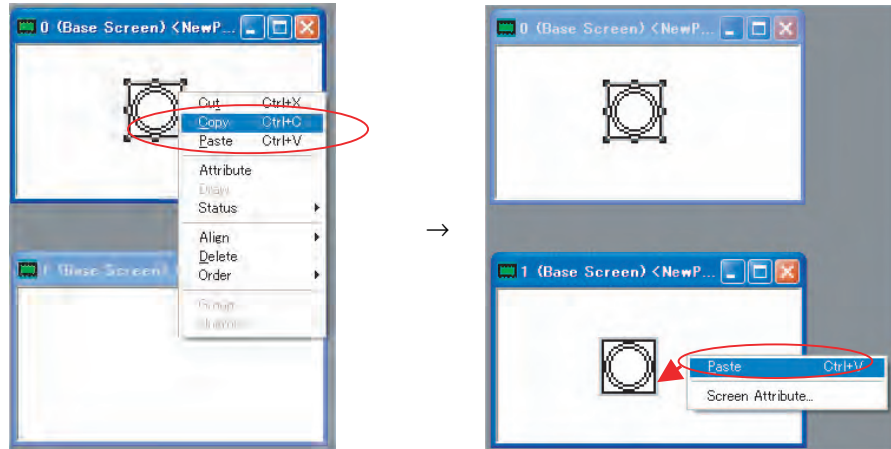 0 (Base Screen) <NewP...
Cut Ctrl+X
Copy Ctrl+C
Paste Ctrl+V
Attribute
Status
Align
Delete
Order
Group
1 (Base Screen)
→
0 (Base Screen) <NewP...
1 (Base Screen) <NewP...
Paste Ctrl+V
Screen Attribute...